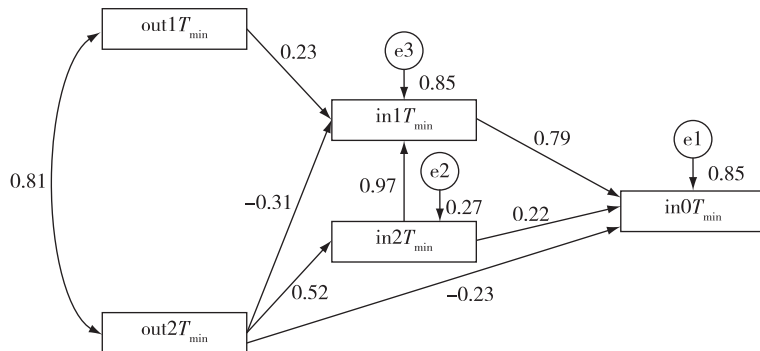 out1Tmin
0.23
e3
0.85
in1Tmin
0.79
e1
0.85
0.81
0.97
e2
-0.31
0.27
0.22
in0Tmin
in2Tmin
0.52
-0.23
out2Tmin